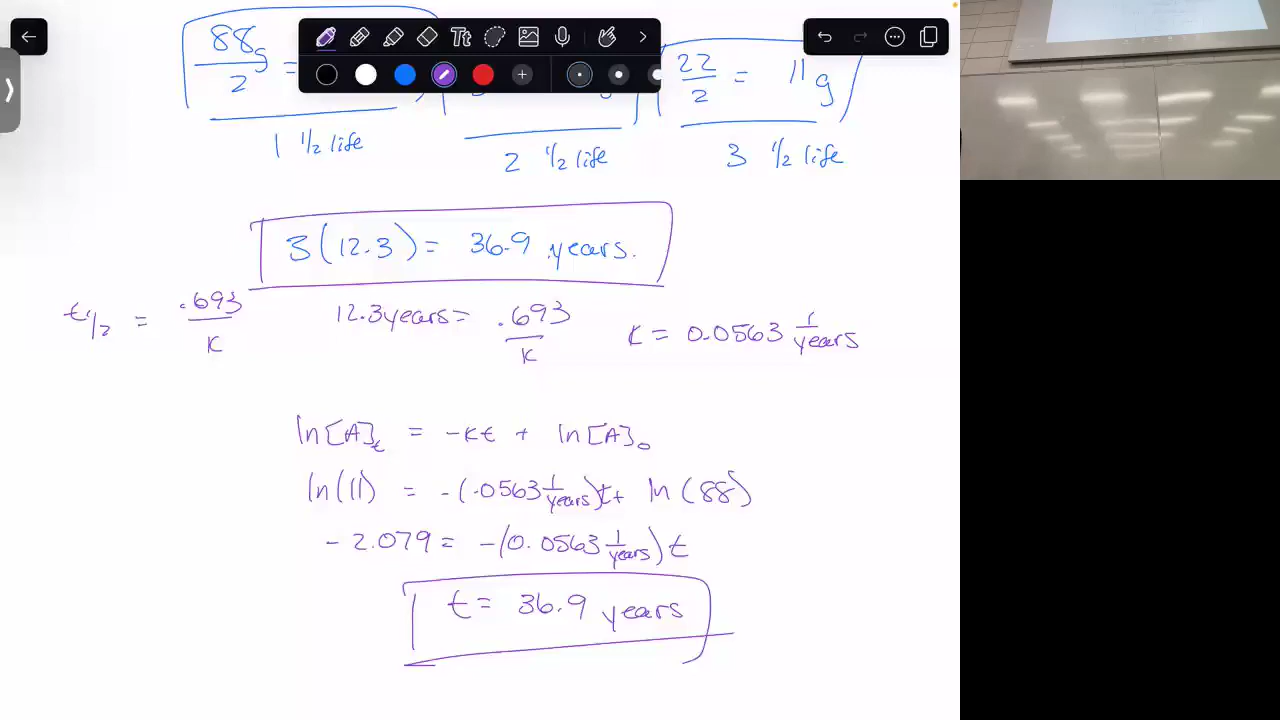 88g/2 = 22/2 = 11g
1 ½ life 2 ½ life 3 ½ life
Tt
3(12.3) = 36.9 years.
t1/2 = .693/K 12.3years = .693/K K = 0.0563 1/years
ln[A]t = -Kt + ln[A]0
ln(11) = -(.0563 1/years)t+ ln(88)
-2.079 = -(0.0563 1/years)t
t = 36.9 years